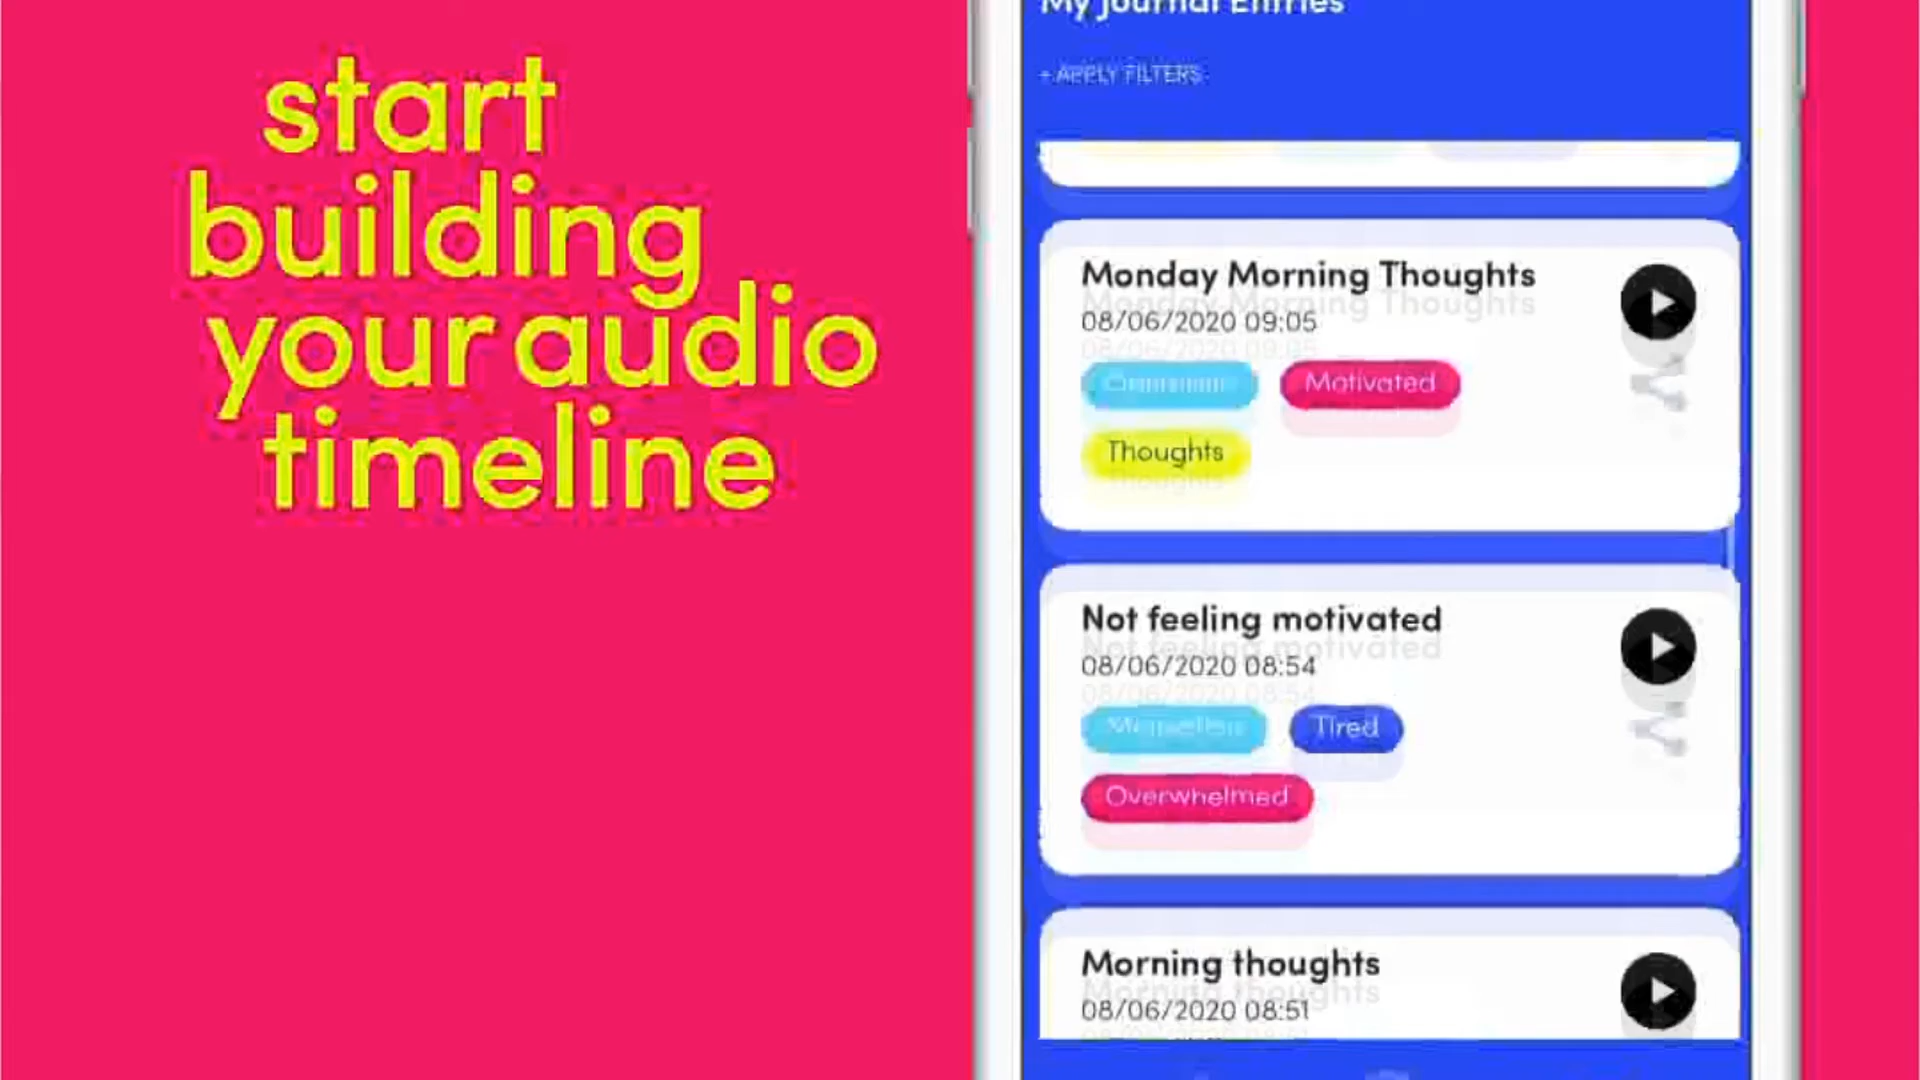 start
building
your audio
timeline
My Journal Entries
+ APPLY FILTERS
Monday Morning Thoughts
08/06/2020 09:05
Motivated
Thoughts
Not feeling motivated
08/06/2020 08:54
Tired
Overwhelmed
Morning thoughts
08/06/2020 08:51